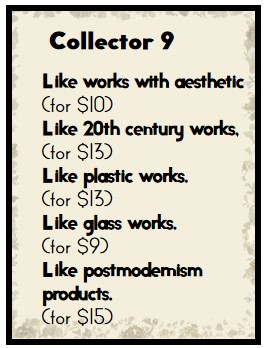 Collector 9
Like works with aesthetic
(for $10)
Like 20th century works,
(for $13)
Like plastic works.
(for $13)
Like glass works.
(for $9)
Like postmodernism
products.
(for $15)